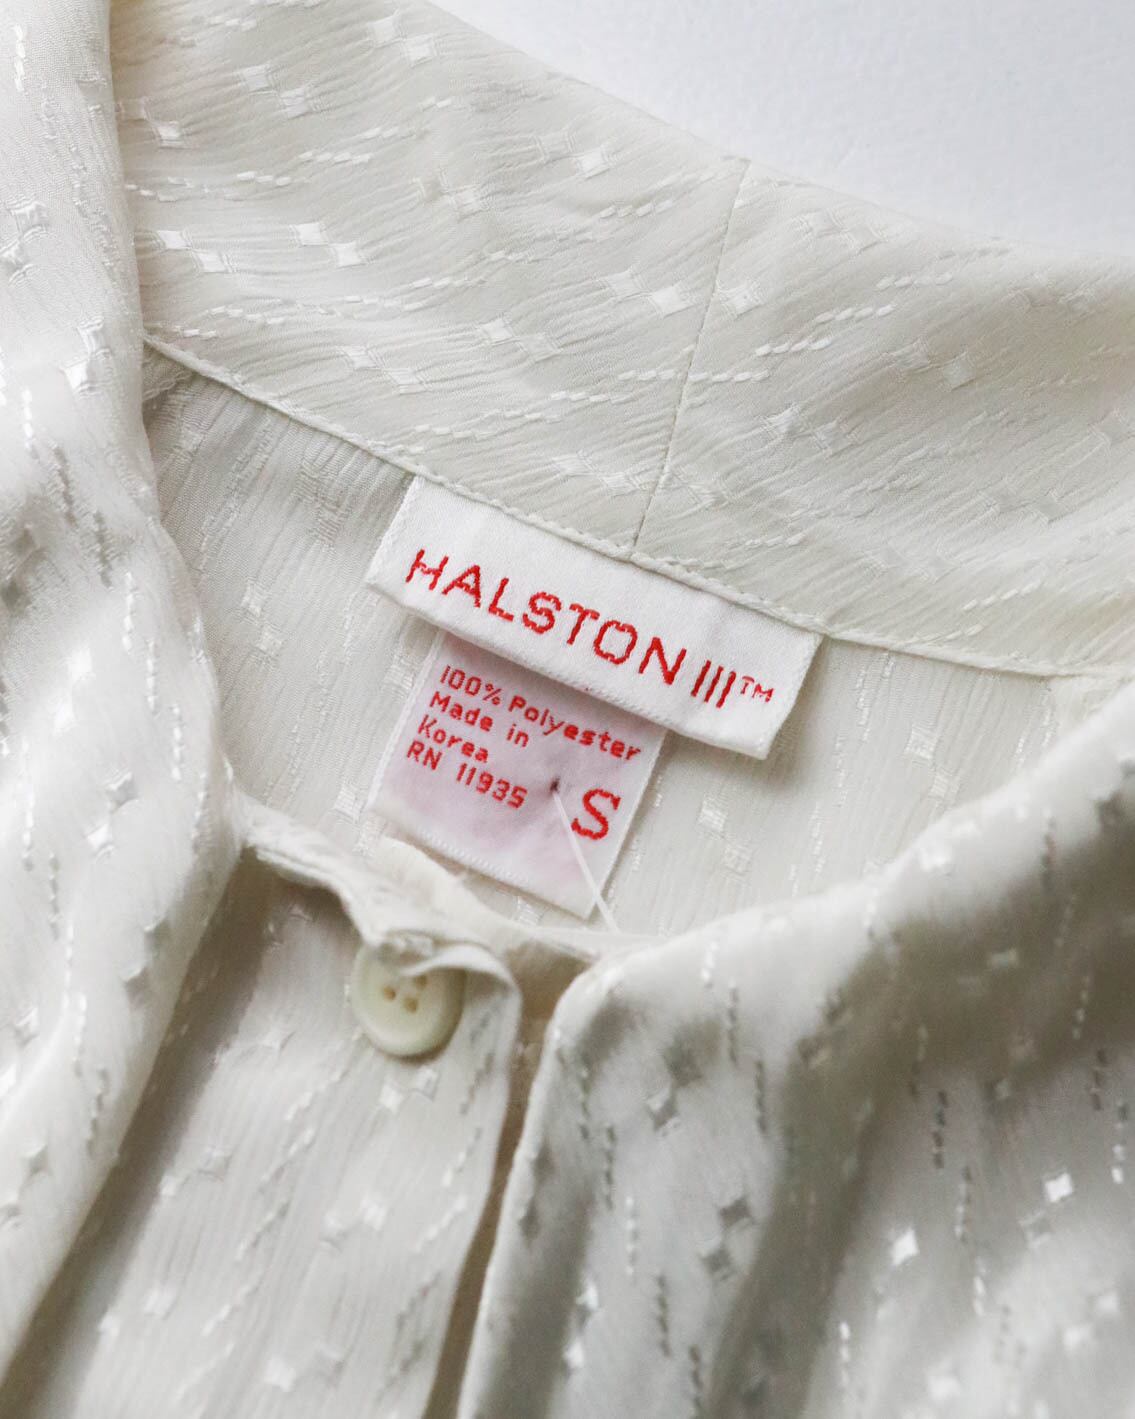 HALSTON III™
100% Polyester
Made in
Korea
RN 11935
S